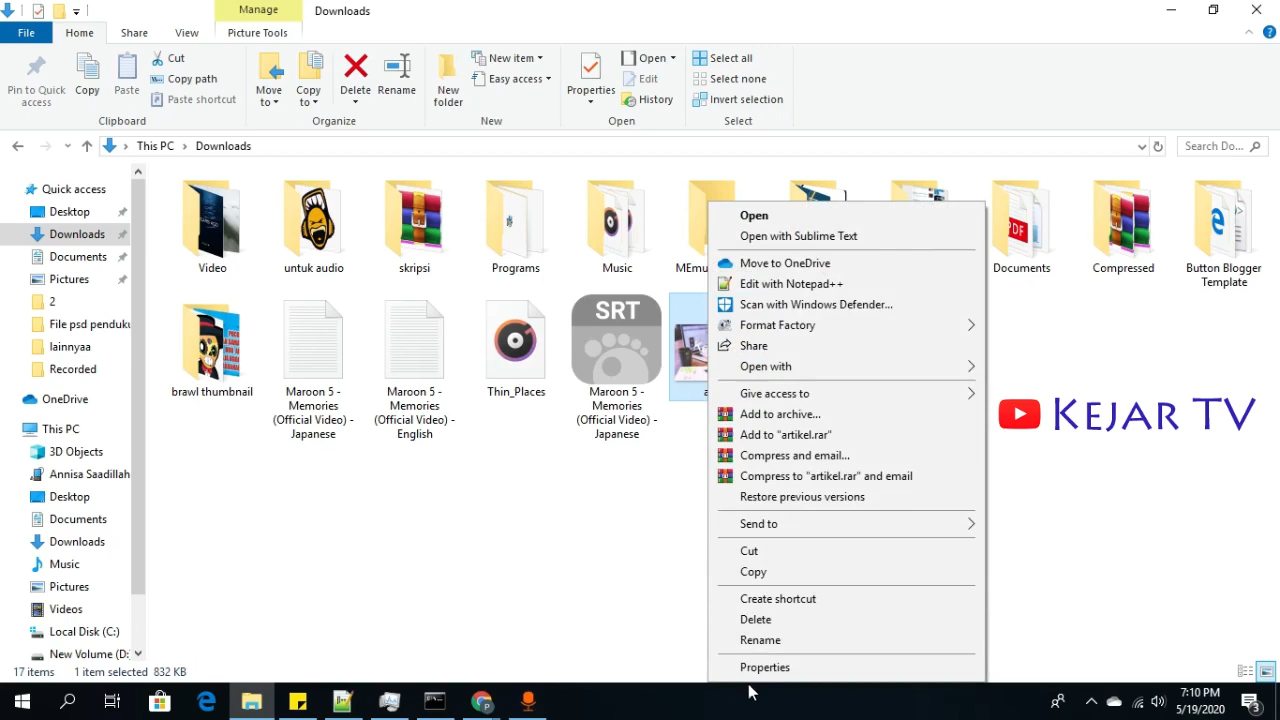 Manage
Downloads
File
Home
Share
View
Picture Tools
Pin to Quick
access
Copy
Paste
Cut
Copy path
Paste shortcut
Clipboard
Move
to
Copy
to
Delete
Rename
Organize
New
folder
New item
Easy access
New
Properties
Open
Edit
History
Open
Select all
Select none
Invert selection
Select
This PC
Downloads
Search Do...
Quick access
Desktop
Downloads
Documents
Pictures
2
File psd penduku
lainnyaa
Recorded
OneDrive
This PC
3D Objects
Annisa Saadillah
Desktop
Documents
Downloads
Music
Pictures
Videos
Local Disk (C:)
New Volume (D:
Video
untuk audio
skripsi
Programs
Music
MEmu
Documents
Compressed
Button Blogger
Template
PDF
brawl thumbnail
Maroon 5 -
Memories
(Official Video) -
Japanese
Maroon 5 -
Memories
(Official Video) -
English
Thin_Places
SRT
Maroon 5 -
Memories
(Official Video) -
Japanese
a
Open
Open with Sublime Text
Move to OneDrive
Edit with Notepad++
Scan with Windows Defender...
Format Factory
Share
Open with
Give access to
Add to archive...
Add to "artikel.rar"
Compress and email...
Compress to "artikel.rar" and email
Restore previous versions
Send to
Cut
Copy
Create shortcut
Delete
Rename
Properties
KEJAR TV
17 items
1 item selected 832 KB
7:10 PM
5/19/2020
3